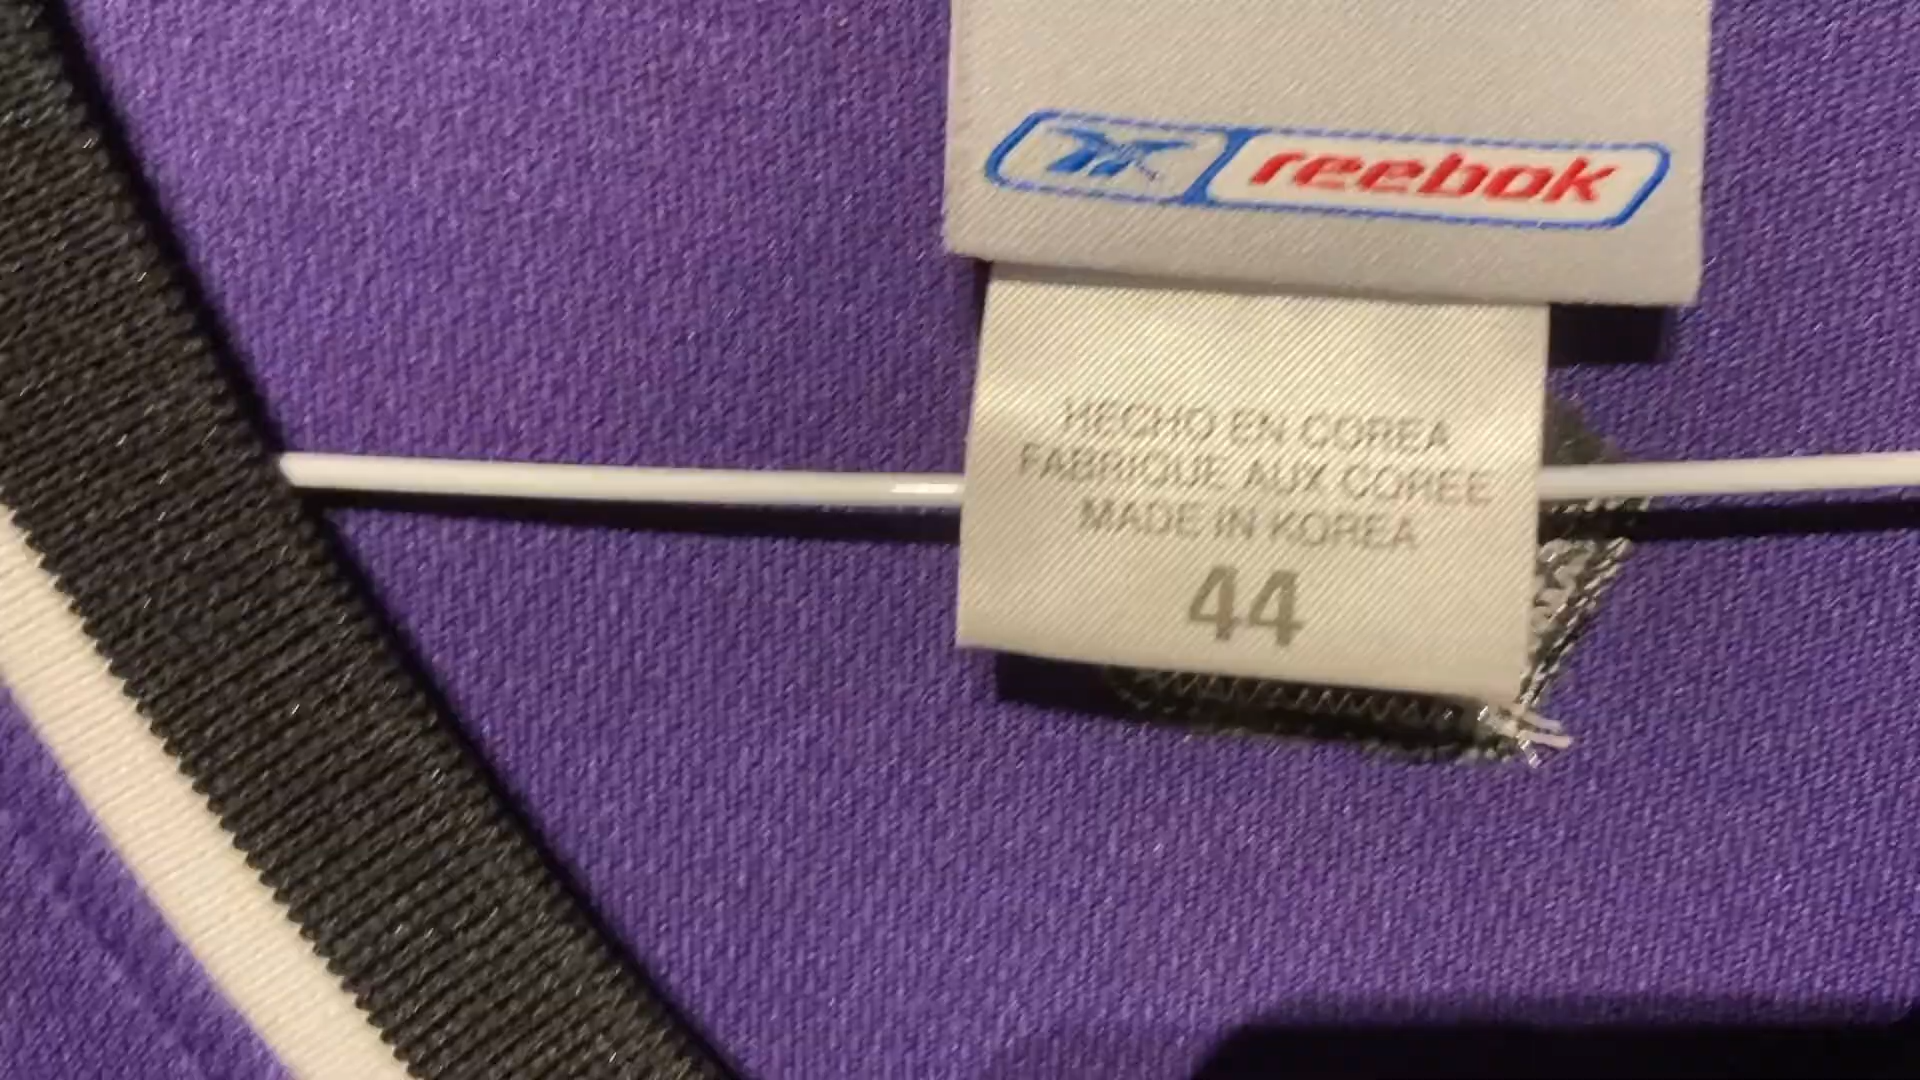 reebok
HECHO EN COREA
FABRIQUE AUX COREE
MADE IN KOREA
44